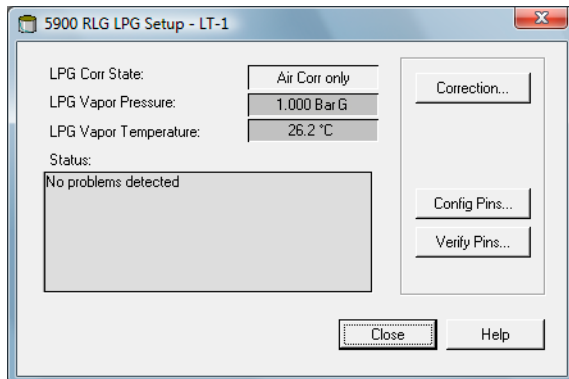 5900 RLG LPG Setup - LT-1
LPG Corr State: Air Corr only
LPG Vapor Pressure: 1.000 Bar G
LPG Vapor Temperature: 26.2 °C
Status:
No problems detected
Correction...
Config Pins...
Verify Pins...
Close Help